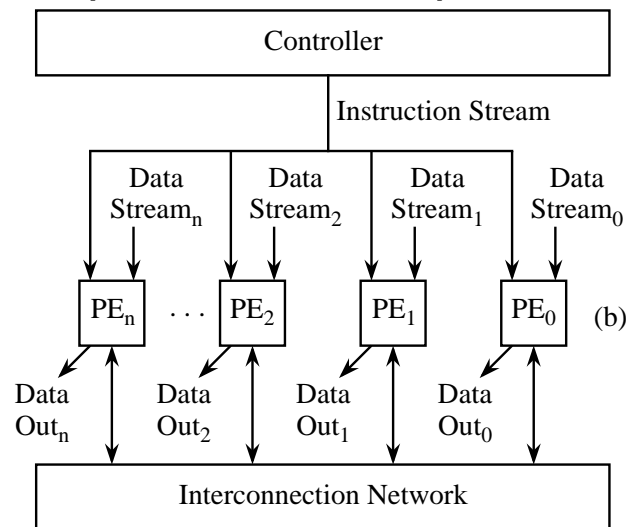 Controller
Instruction Stream
Data Data Data Data
Streamₙ Stream₂ Stream₁ Stream₀
PEₙ . . . PE₂ PE₁ PE₀ (b)
Data Data Data Data
Outₙ Out₂ Out₁ Out₀
Interconnection Network